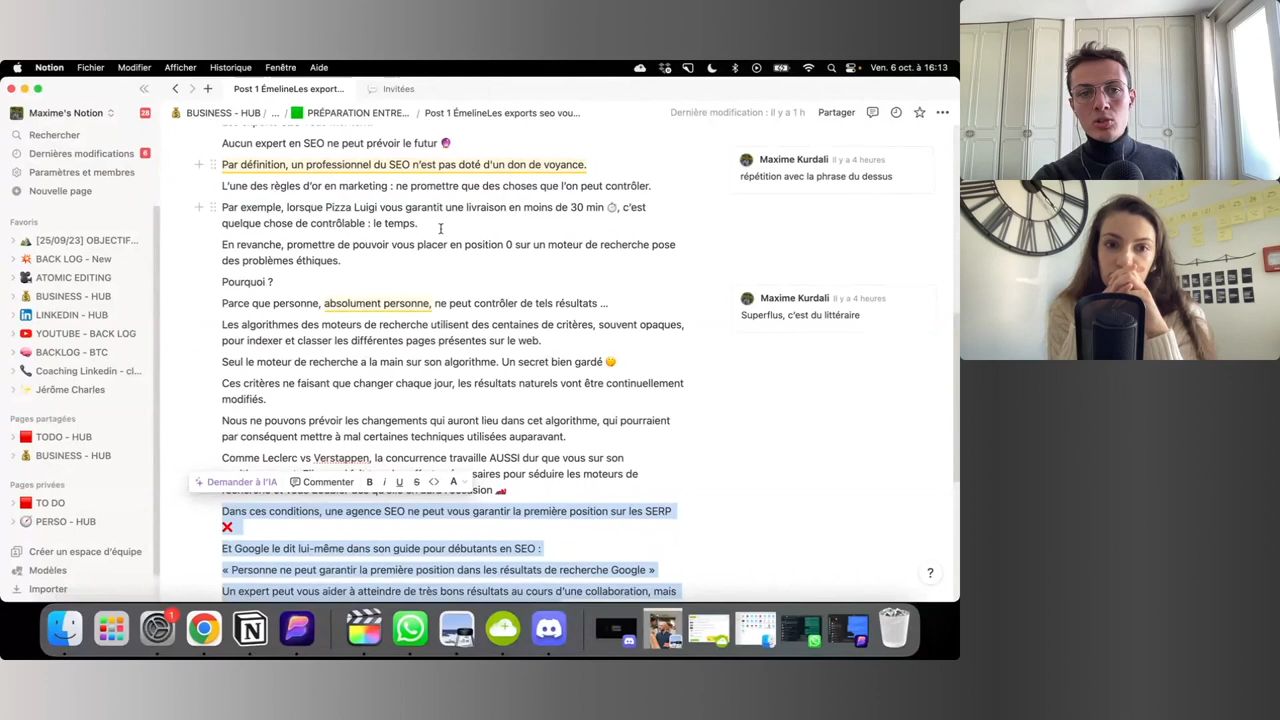 Notion Fichier Modifier Afficher Historique Fenêtre Aide Ven. 6 oct. à 16:13
Post 1 ÉmelineLes export... Invitées
Maxime's Notion 28
BUSINESS - HUB / ... / PRÉPARATION ENTRE... / Post 1 ÉmelineLes exports seo vou... Dernière modification : il y a 1 h Partager
Rechercher
Dernières modifications 6
Paramètres et membres
Nouvelle page
Favoris
[25/09/23] OBJECTIF...
BACK LOG - New
ATOMIC EDITING
BUSINESS - HUB
LINKEDIN - HUB
YOUTUBE - BACK LOG
BACKLOG - BTC
Coaching Linkedin - cl...
Jérôme Charles
Pages partagées
TODO - HUB
BUSINESS - HUB
Pages privées
TO DO
PERSO - HUB
Créer un espace d'équipe
Modèles
Importer
Aucun expert en SEO ne peut prévoir le futur 🔮
Par définition, un professionnel du SEO n'est pas doté d'un don de voyance.
L'une des règles d'or en marketing : ne promettre que des choses que l'on peut contrôler.
Par exemple, lorsque Pizza Luigi vous garantit une livraison en moins de 30 min ⏱️, c'est
quelque chose de contrôlable : le temps.
En revanche, promettre de pouvoir vous placer en position 0 sur un moteur de recherche pose
des problèmes éthiques.
Pourquoi ?
Parce que personne, absolument personne, ne peut contrôler de tels résultats ...
Les algorithmes des moteurs de recherche utilisent des centaines de critères, souvent opaques,
pour indexer et classer les différentes pages présentes sur le web.
Seul le moteur de recherche a la main sur son algorithme. Un secret bien gardé 😋
Ces critères ne faisant que changer chaque jour, les résultats naturels vont être continuellement
modifiés.
Nous ne pouvons prévoir les changements qui auront lieu dans cet algorithme, qui pourraient
par conséquent mettre à mal certaines techniques utilisées auparavant.
Comme Leclerc vs Verstappen, la concurrence travaille AUSSI dur que vous sur son
pour séduire les moteurs de
Demander à l'IA Commenter B i U S <> A
Dans ces conditions, une agence SEO ne peut vous garantir la première position sur les SERP
❌
Et Google le dit lui-même dans son guide pour débutants en SEO :
« Personne ne peut garantir la première position dans les résultats de recherche Google »
Un expert peut vous aider à atteindre de très bons résultats au cours d'une collaboration, mais
Maxime Kurdali il y a 4 heures
répétition avec la phrase du dessus
Maxime Kurdali il y a 4 heures
Superflus, c'est du littéraire
?
1